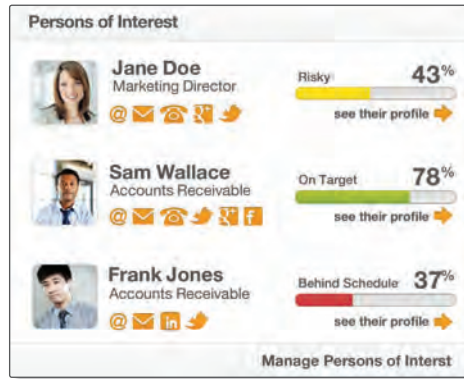 Persons of Interest
Jane Doe
Marketing Director
Risky 43%
see their profile
Sam Wallace
Accounts Receivable
On Target 78%
see their profile
Frank Jones
Accounts Receivable
Behind Schedule 37%
see their profile
Manage Persons of Interst